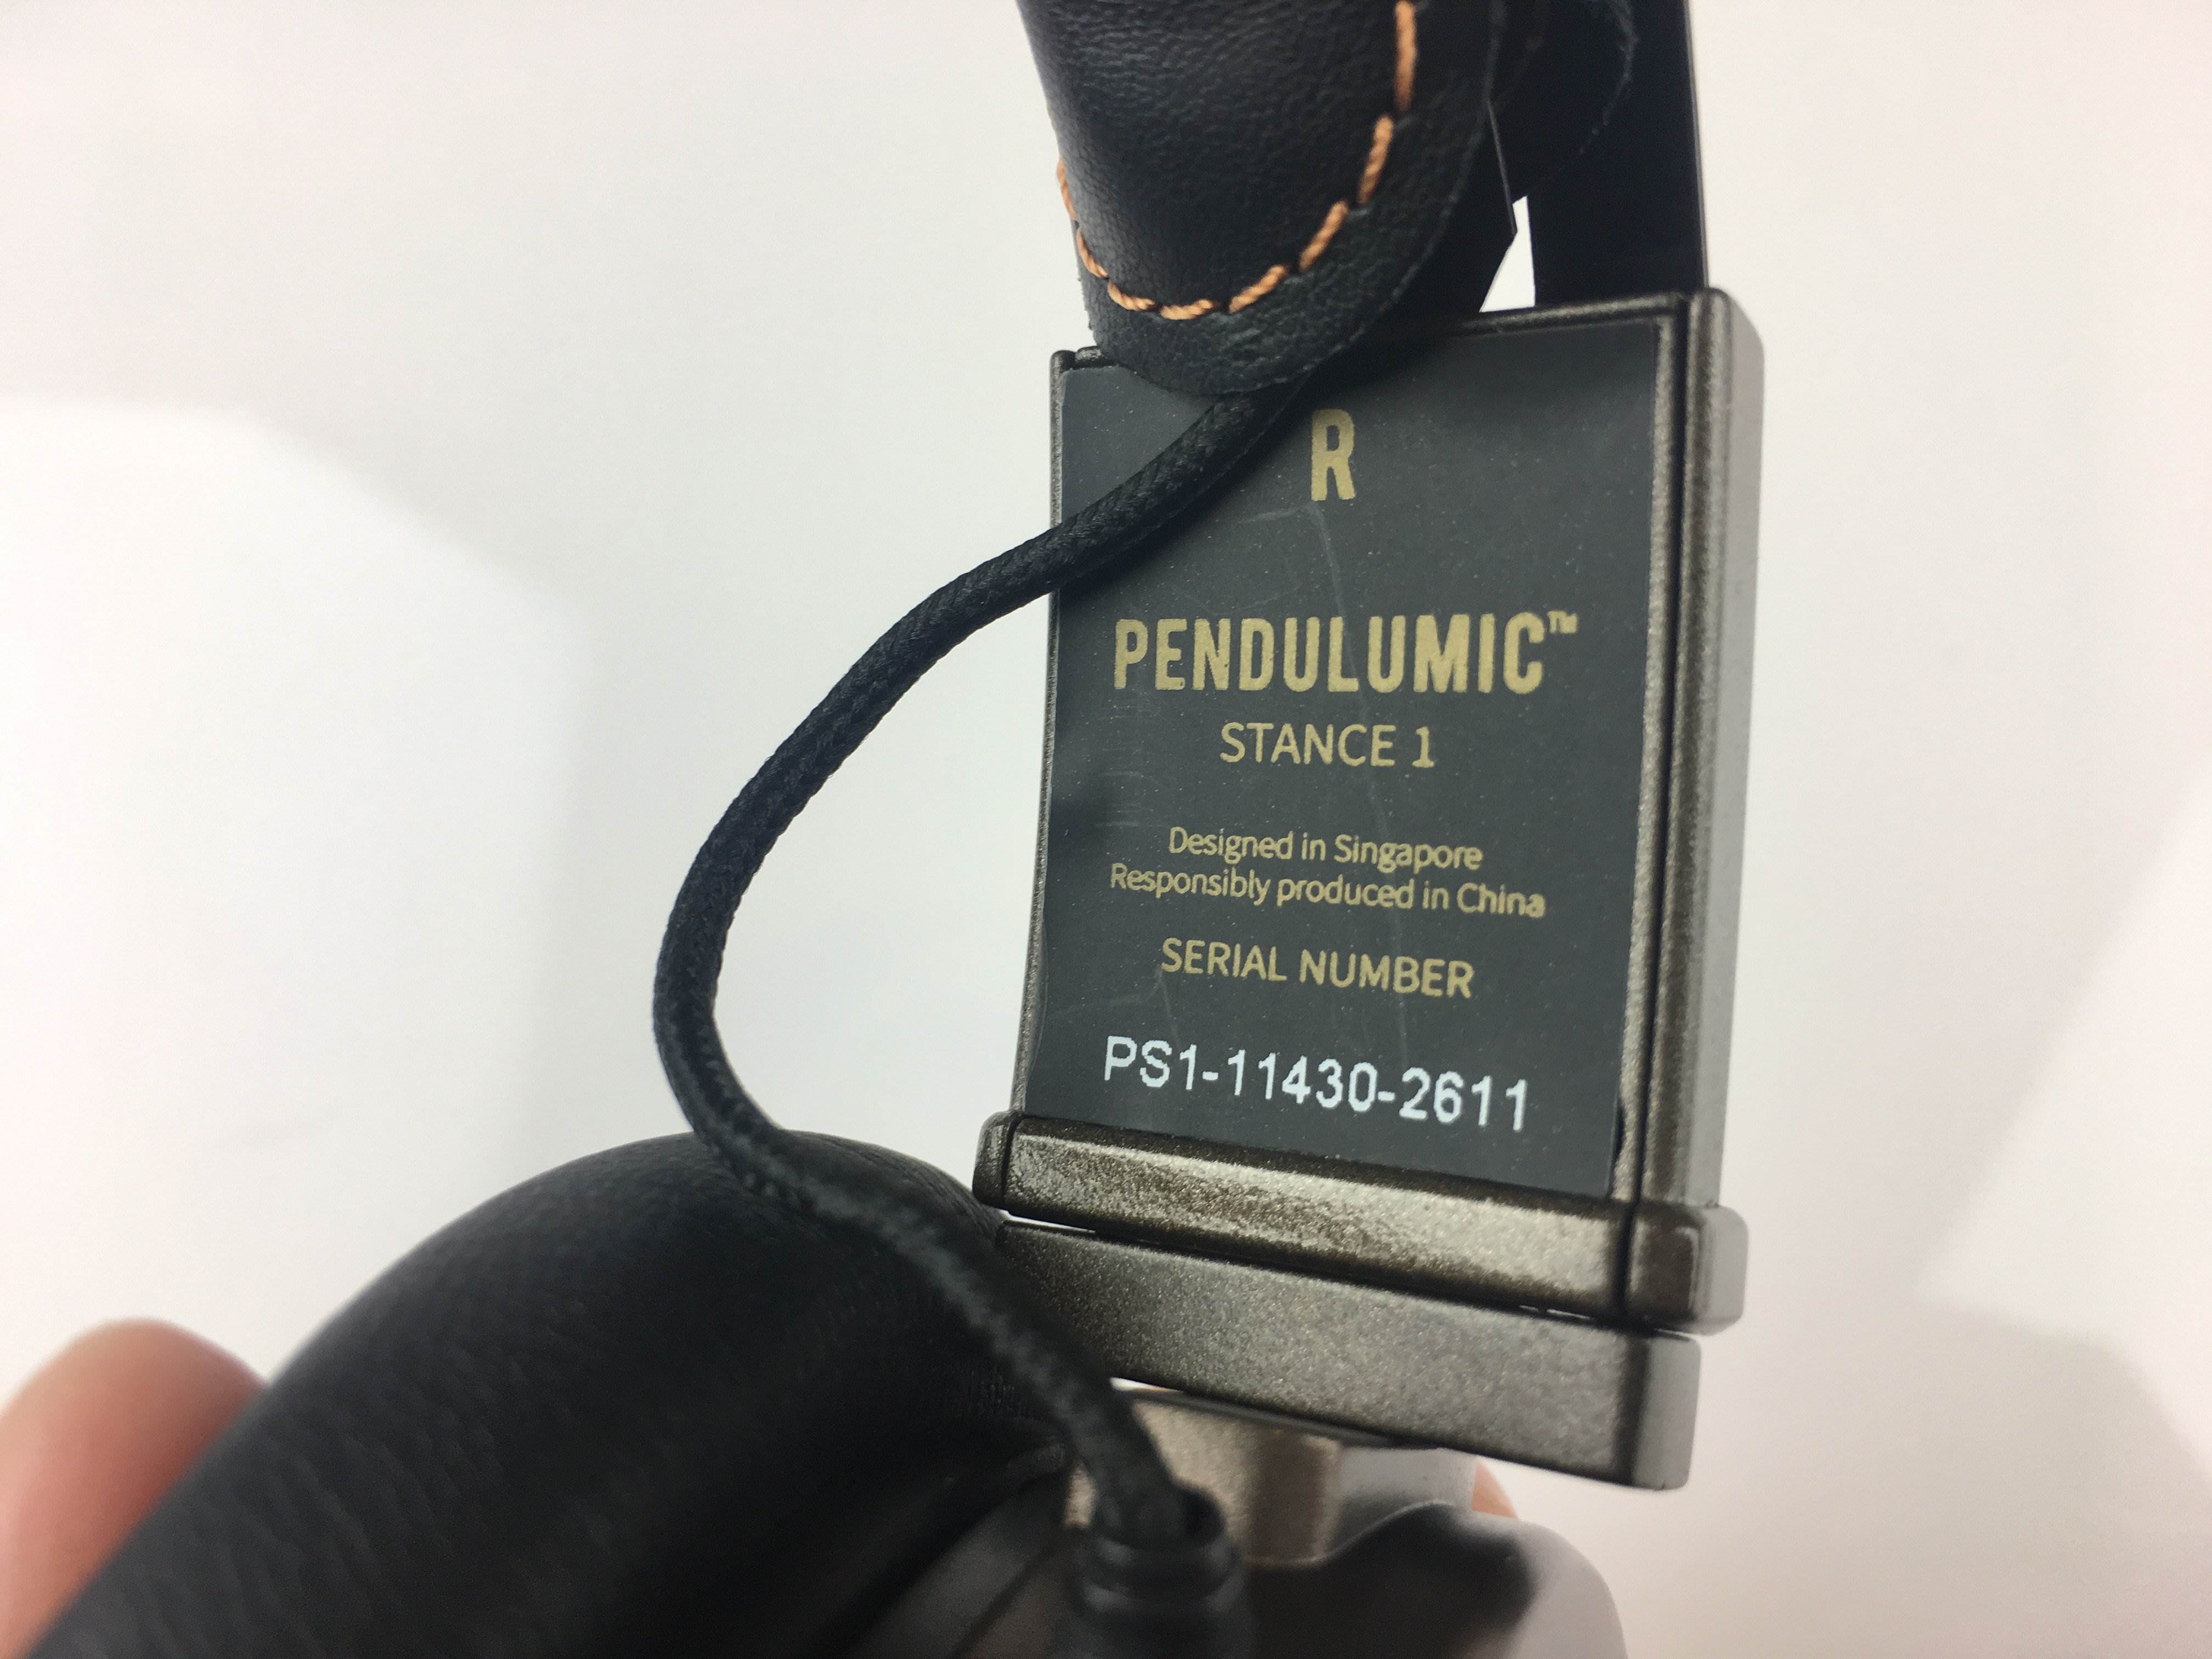 R
PENDULUMIC™
STANCE 1
Designed in Singapore
Responsibly produced in China
SERIAL NUMBER
PS1-11430-2611